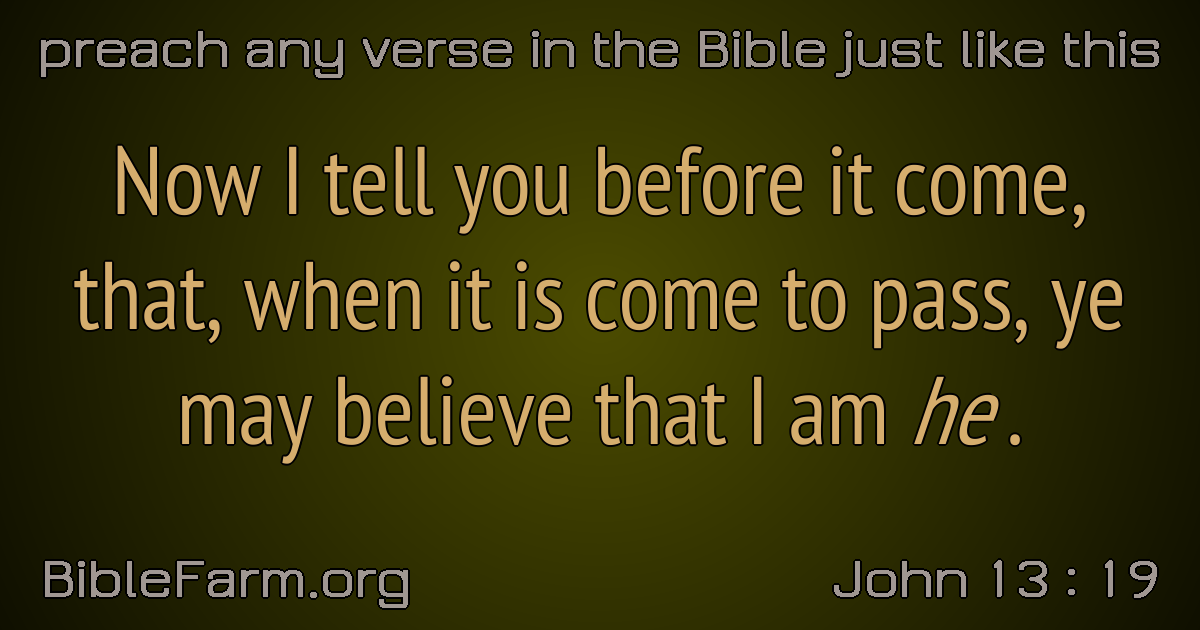 preach any verse in the Bible just like this
Now I tell you before it come,
that, when it is come to pass, ye
may believe that I am he .
BibleFarm.org
John 13 : 19